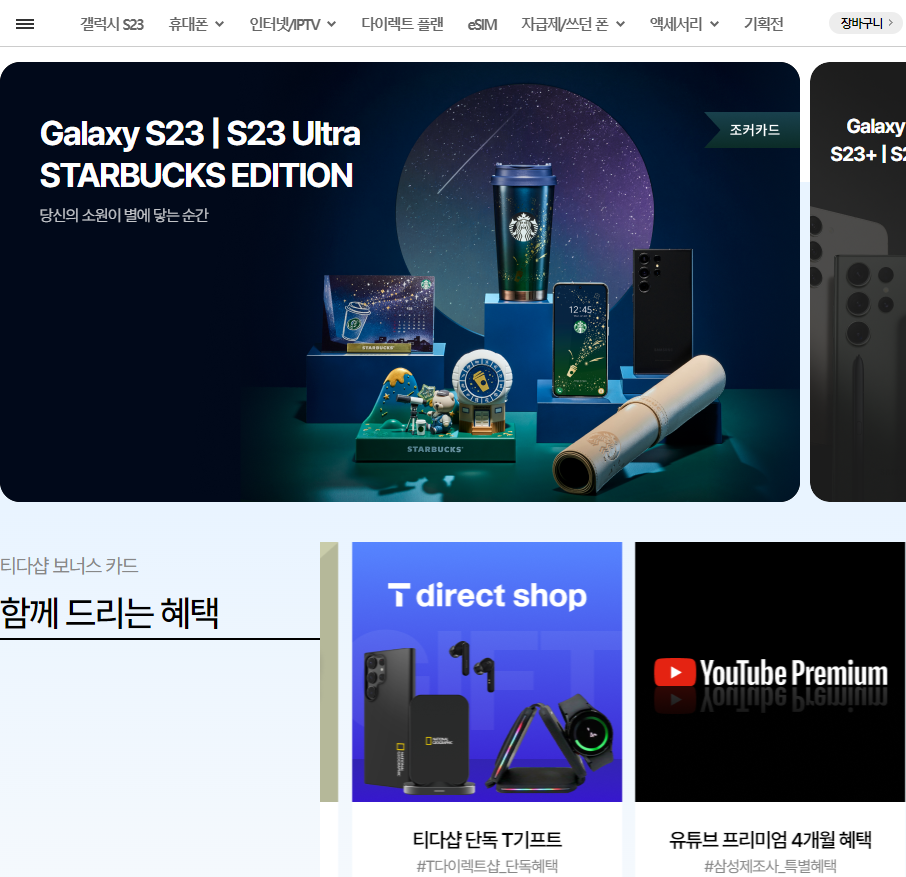 갤럭시 S23 휴대폰 인터넷/IPTV 다이렉트 플랜 eSIM 자급제/쓰던 폰 액세서리 기획전 장바구니
Galaxy S23 | S23 Ultra
STARBUCKS EDITION
당신의 소원이 별에 닿는 순간
조커카드
Galaxy
S23+ | S2
12:45
STARBUCKS
STARBUCKS
티다샵 보너스 카드
함께 드리는 혜택
T direct shop
GIFT
NATIONAL GEOGRAPHIC
NATIONAL GEOGRAPHIC
티다샵 단독 T기프트
#T다이렉트샵_단독혜택
YouTube Premium
유튜브 프리미엄 4개월 혜택
#삼성제조사_특별혜택